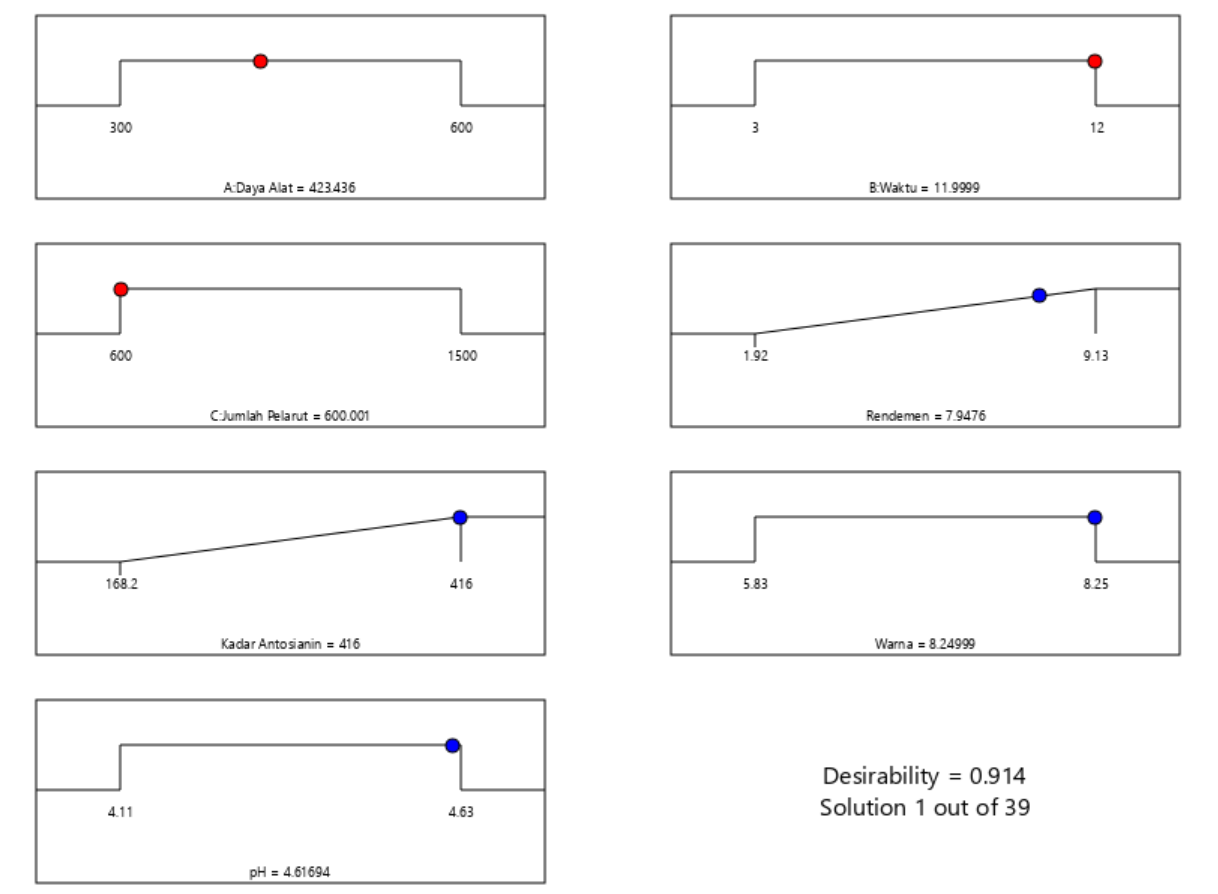 300 600
A:Daya Alat = 423.436
3 12
B:Waktu = 11.9999
600 1500
C:Jumlah Pelarut = 600.001
1.92 9.13
Rendemen = 7.9476
168.2 416
Kadar Antosianin = 416
5.83 8.25
Warna = 8.24999
4.11 4.63
pH = 4.61694
Desirability = 0.914
Solution 1 out of 39